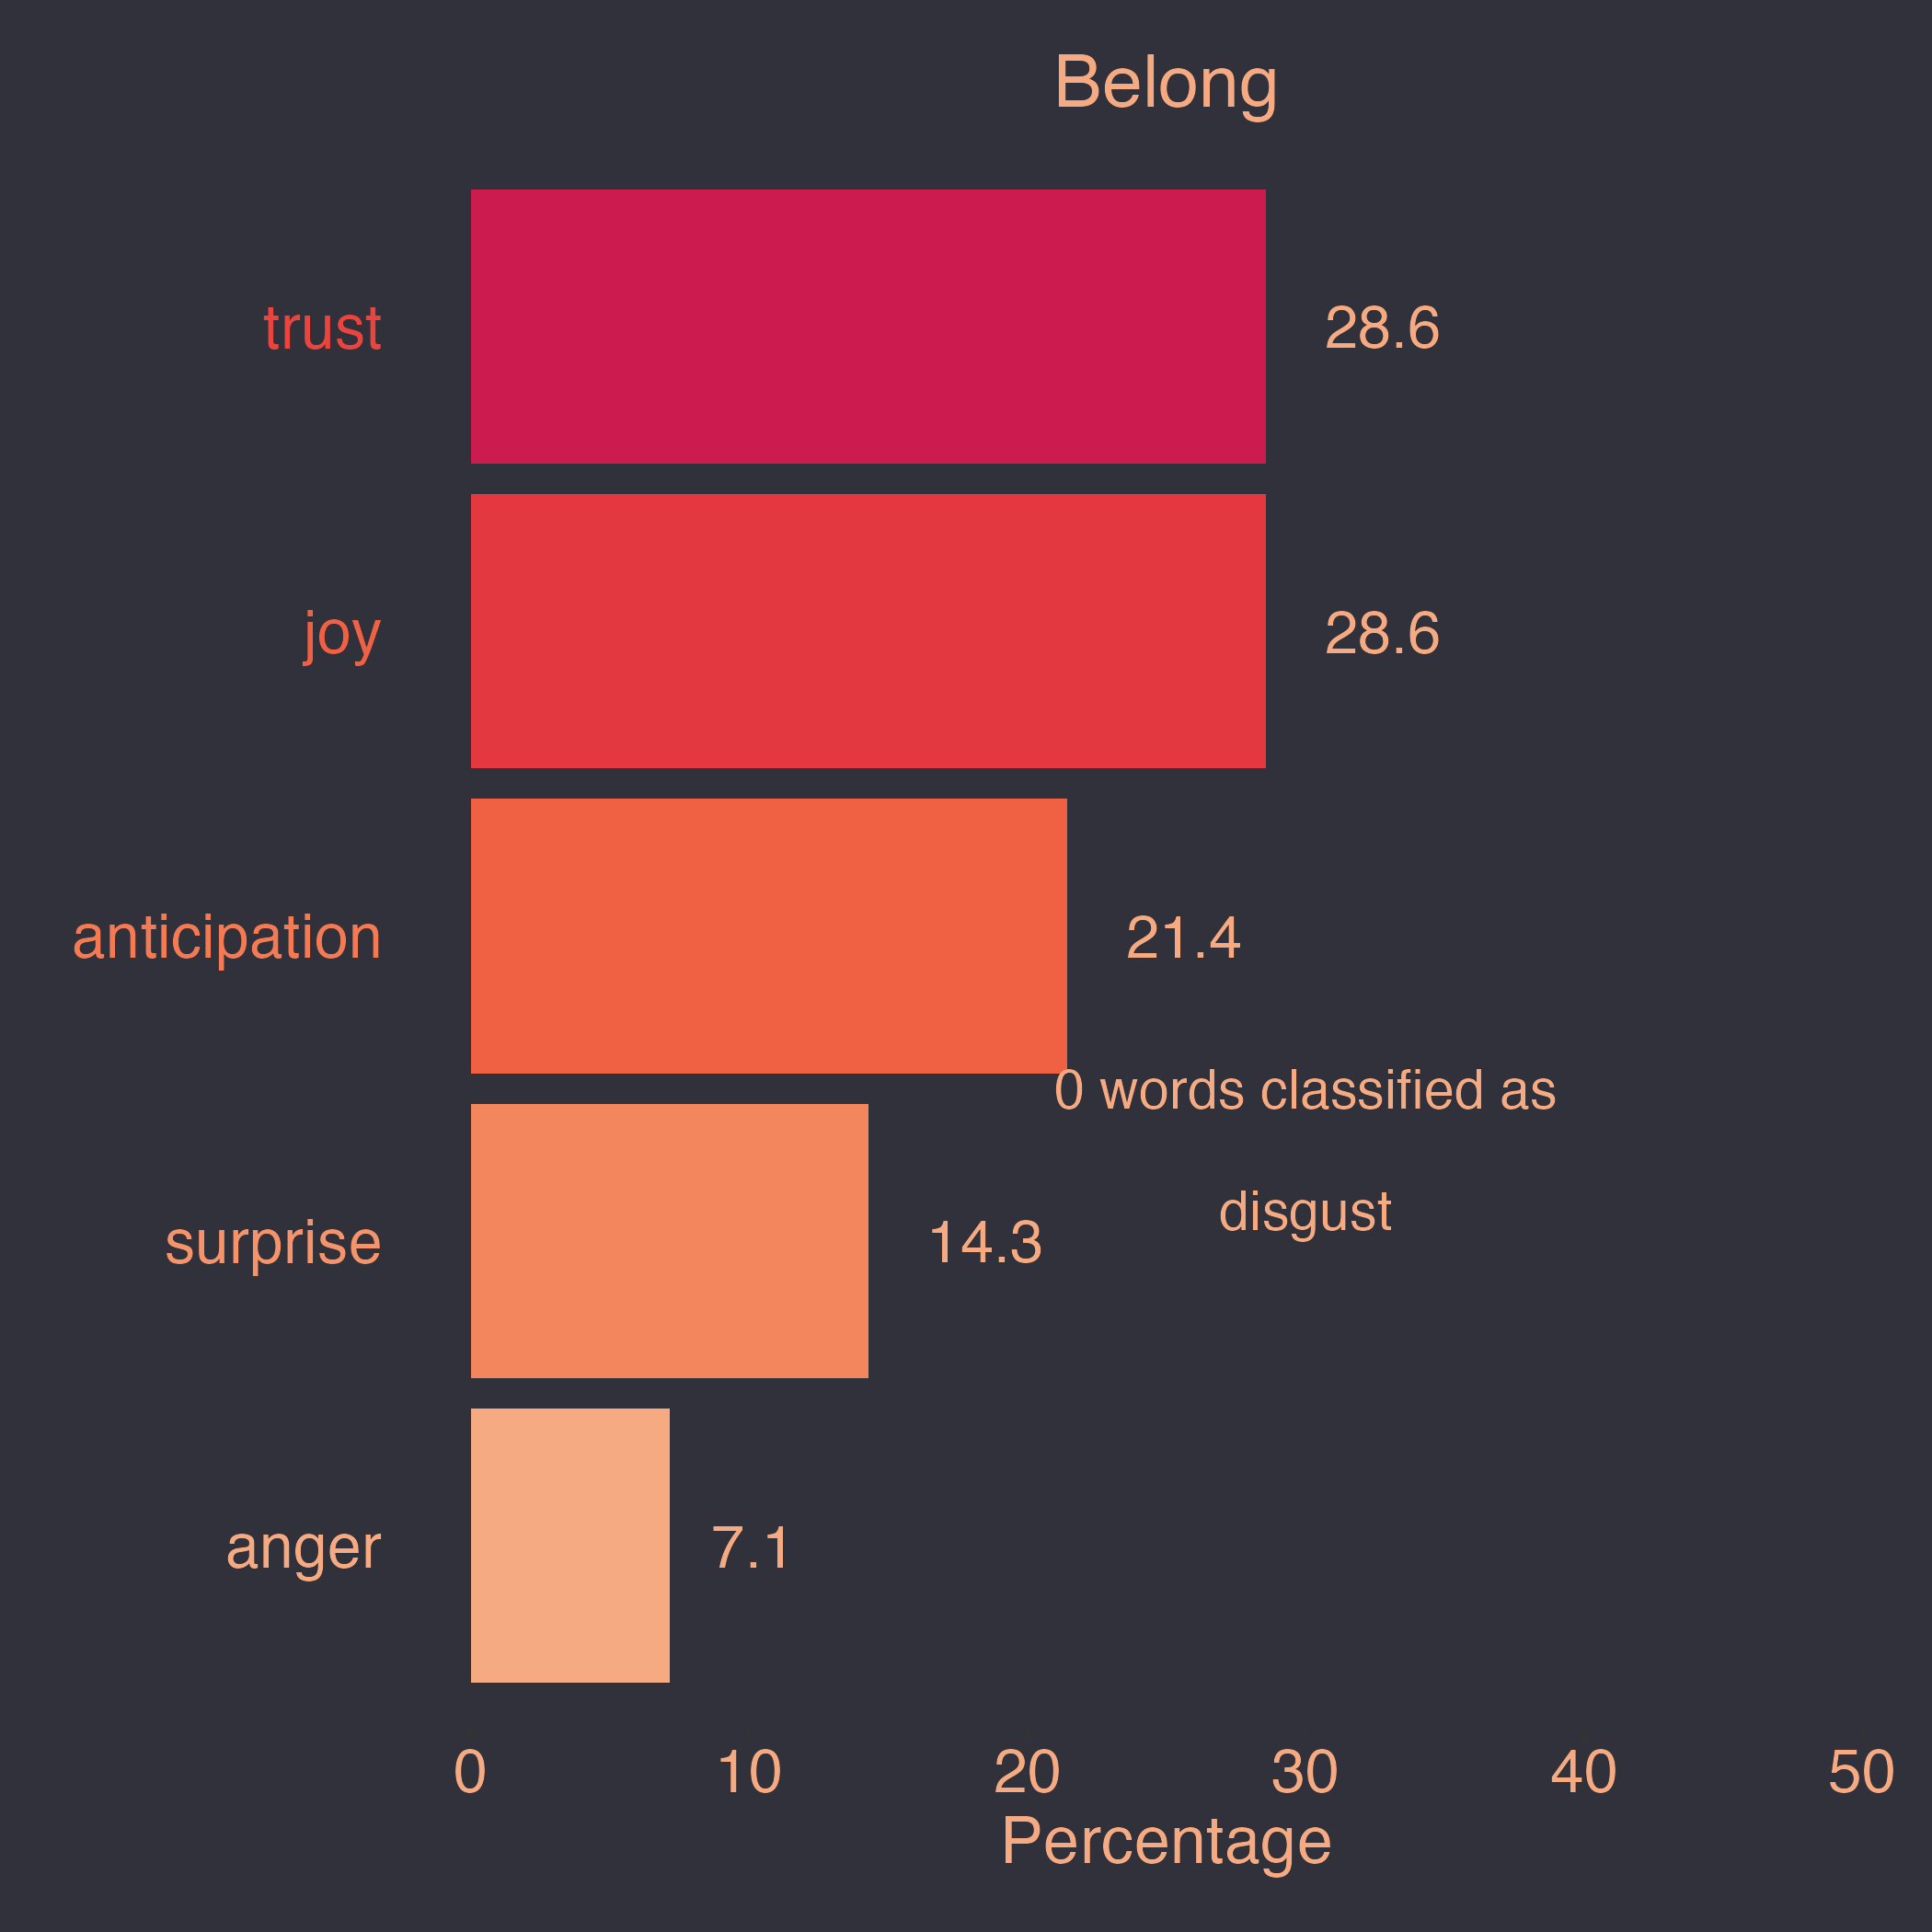 Belong
trust 28.6
joy 28.6
anticipation 21.4
0 words classified as
disgust
surprise 14.3
anger 7.1
0 10 20 30 40 50
Percentage